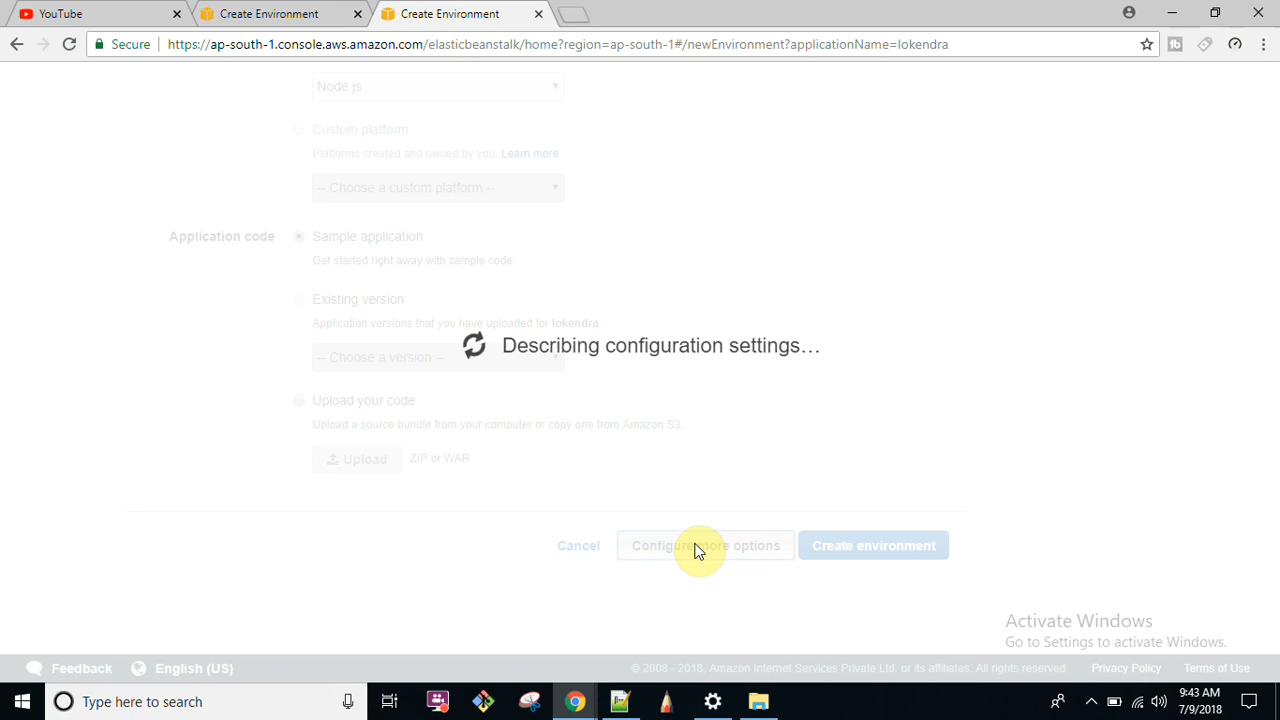 YouTube
Create Environment
Create Environment
Secure
https://ap-south-1.console.aws.amazon.com/elasticbeanstalk/home?region=ap-south-1#/newEnvironment?applicationName=lokendra
Node.js
Custom platform
Platforms created and owned by you. Learn more
-- Choose a custom platform --
Application code
Sample application
Get started right away with sample code.
Existing version
Application versions that you have uploaded for lokendra.
-- Choose a version --
Describing configuration settings…
Upload your code
Upload a source bundle from your computer or copy one from Amazon S3.
Upload
ZIP or WAR
Cancel
Configure more options
Create environment
Activate Windows
Go to Settings to activate Windows.
Feedback
English (US)
© 2008 - 2018, Amazon Internet Services Private Ltd. or its affiliates. All rights reserved.
Privacy Policy
Terms of Use
Type here to search
9:43 AM
7/9/2018